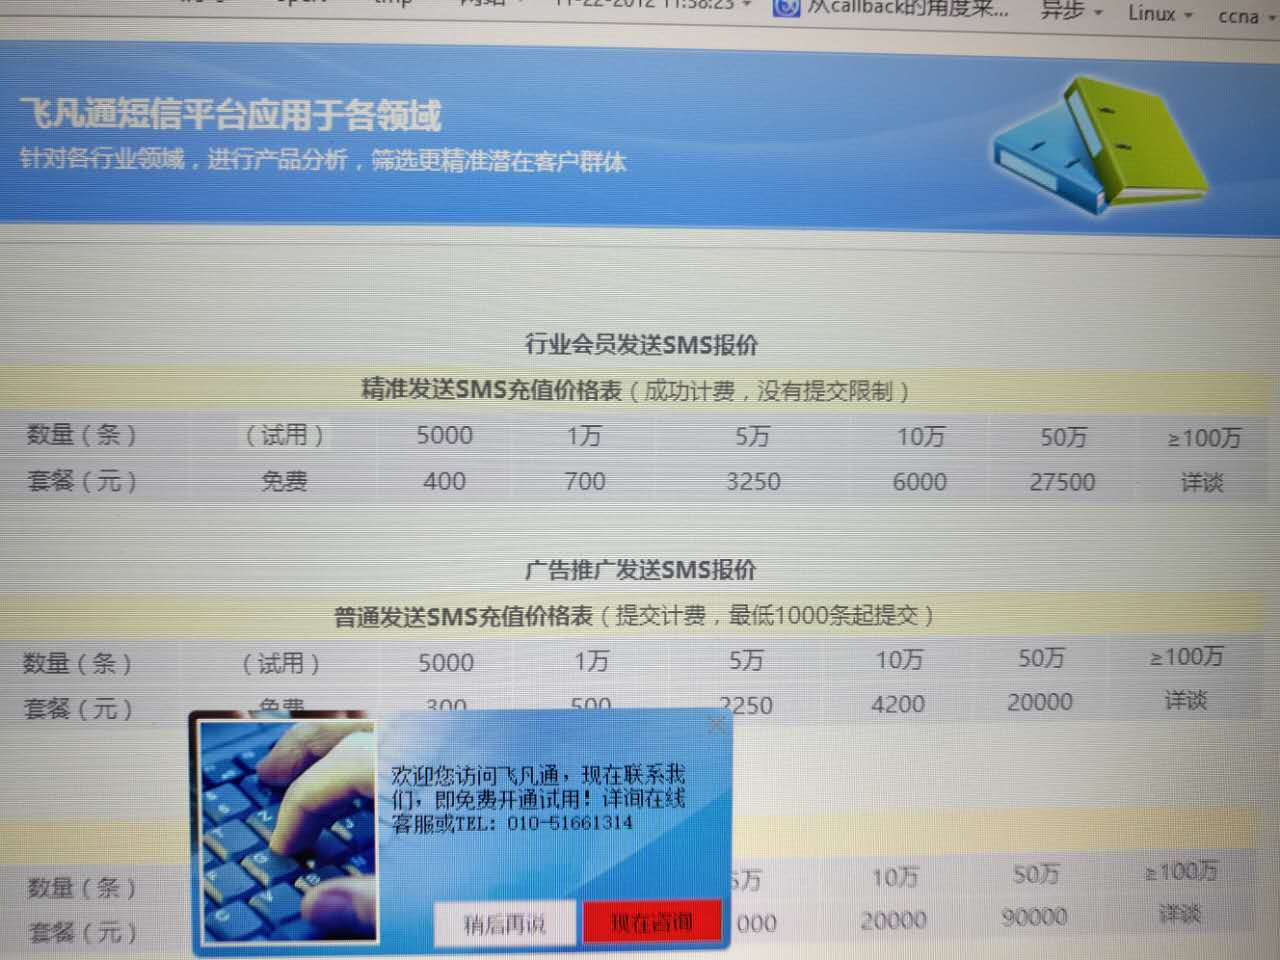 11-22-2012 11:58:23
从callback的角度来...
异步
Linux
ccna
飞凡通短信平台应用于各领域
针对各行业领域，进行产品分析，筛选更精准潜在客户群体
行业会员发送SMS报价
精准发送SMS充值价格表（成功计费，没有提交限制）
数量（条） （试用） 5000 1万 5万 10万 50万 ≥100万
套餐（元） 免费 400 700 3250 6000 27500 详谈
广告推广发送SMS报价
普通发送SMS充值价格表（提交计费，最低1000条起提交）
数量（条） （试用） 5000 1万 5万 10万 50万 ≥100万
套餐（元） 免费 300 500 2250 4200 20000 详谈
欢迎您访问飞凡通，现在联系我
们，即免费开通试用！详询在线
客服或TEL：010-51661314
稍后再说 现在咨询
数量（条） 5万 10万 50万 ≥100万
套餐（元） 000 20000 90000 详谈